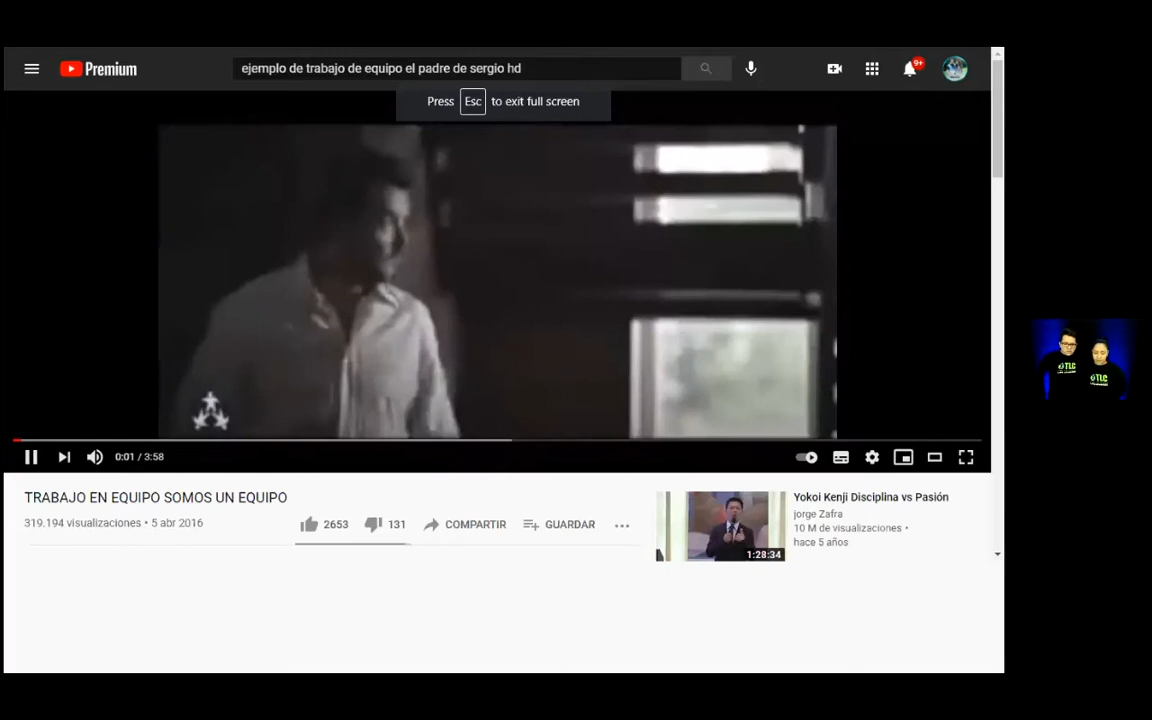 Premium
ejemplo de trabajo de equipo el padre de sergio hd
9+
Press Esc to exit full screen
0:01 / 3:58
TRABAJO EN EQUIPO SOMOS UN EQUIPO
319.194 visualizaciones • 5 abr 2016
2653
131
COMPARTIR
GUARDAR
Yokoi Kenji Disciplina vs Pasión
jorge Zafra
10 M de visualizaciones •
hace 5 años
1:28:34
TLC
TLC